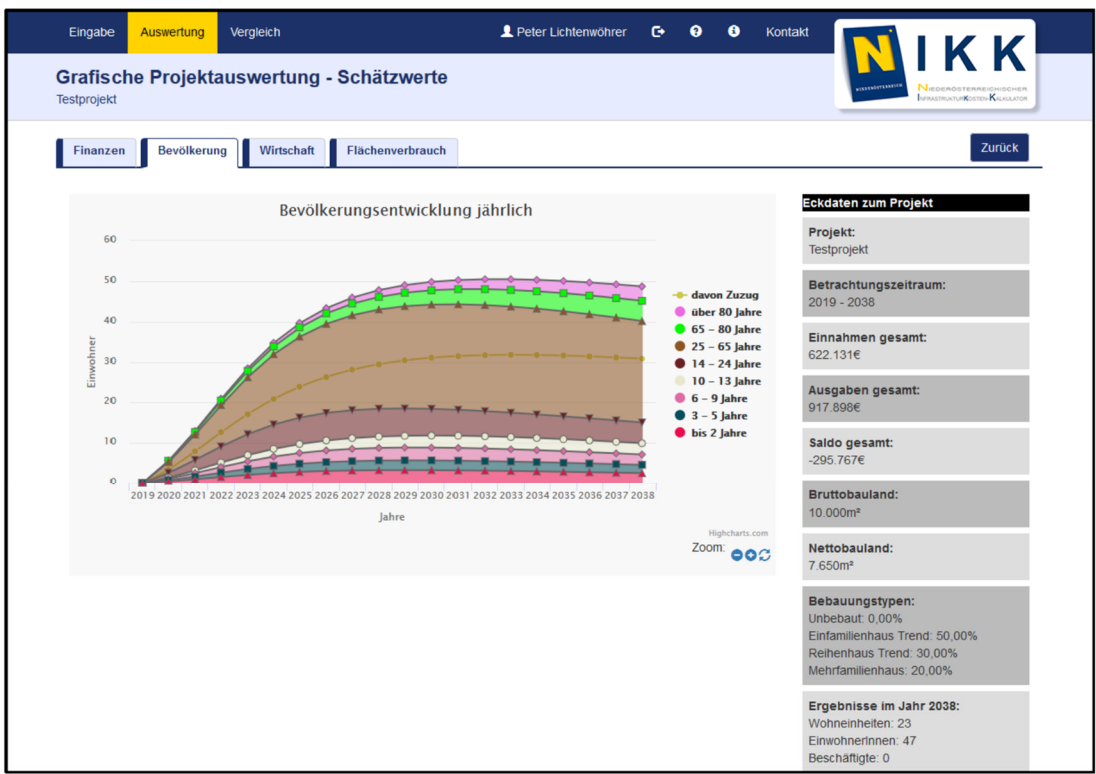 Eingabe
Auswertung
Vergleich
Peter Lichtenwöhrer
Kontakt
Grafische Projektauswertung - Schätzwerte
Testprojekt
NIKK
NIEDERÖSTERREICH
NIEDERÖSTERREICHISCHER
INFRASTRUKTURKOSTEN-KALKULATOR
Finanzen
Bevölkerung
Wirtschaft
Flächenverbrauch
Zurück
Bevölkerungsentwicklung jährlich
60
50
40
30
20
10
0
Einwohner
2019 2020 2021 2022 2023 2024 2025 2026 2027 2028 2029 2030 2031 2032 2033 2034 2035 2036 2037 2038
Jahre
davon Zuzug
über 80 Jahre
65 – 80 Jahre
25 – 65 Jahre
14 – 24 Jahre
10 – 13 Jahre
6 – 9 Jahre
3 – 5 Jahre
bis 2 Jahre
Highcharts.com
Zoom:
Eckdaten zum Projekt
Projekt:
Testprojekt
Betrachtungszeitraum:
2019 - 2038
Einnahmen gesamt:
622.131€
Ausgaben gesamt:
917.898€
Saldo gesamt:
-295.767€
Bruttobauland:
10.000m²
Nettobauland:
7.650m²
Bebauungstypen:
Unbebaut: 0,00%
Einfamilienhaus Trend: 50,00%
Reihenhaus Trend: 30,00%
Mehrfamilienhaus: 20,00%
Ergebnisse im Jahr 2038:
Wohneinheiten: 23
EinwohnerInnen: 47
Beschäftigte: 0